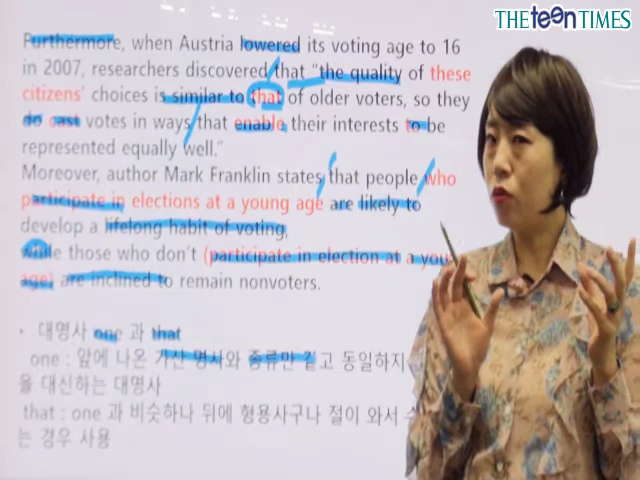 THE teen TIMES
Furthermore, when Austria lowered its voting age to 16
in 2007, researchers discovered that “the quality of these
citizens’ choices is similar to that of older voters, so they
do cast votes in ways that enable their interests to be
represented equally well.”
Moreover, author Mark Franklin states that people who
participate in elections at a young age are likely to
develop a lifelong habit of voting,
while those who don’t (participate in election at a
age) are inclined to remain nonvoters.
• 대명사 one 과 that
one : 앞에 나온 가산 명사와 종류만 같고 동일하지
을 대신하는 대명사
that : one 과 비슷하나 뒤에 형용사구나 절이 와서
는 경우 사용